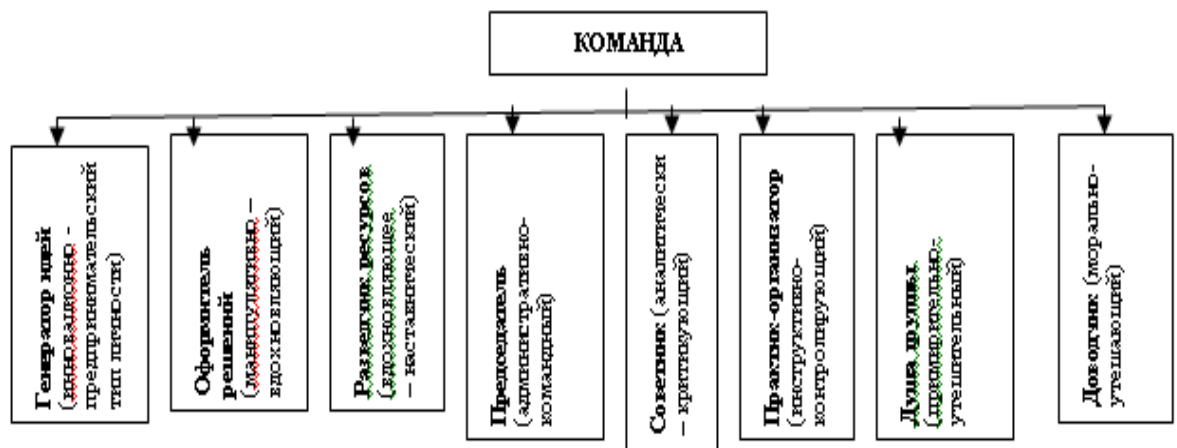 КОМАНДА
Генератор идей
(инновационно –
предпринимательский
тип личности)
Оформитель
решений
(манипулятивно –
вдохновляющий)
Разведчик ресурсов
(вдохновляюще
– наставнический)
Председатель
(административно-
командный)
Советник (аналитически
– критикующий)
Практик-организатор
(инструктивно-
контролирующий)
Душа группы
(примирительно-
утешительный)
Доводчик (морально-
утешающий)